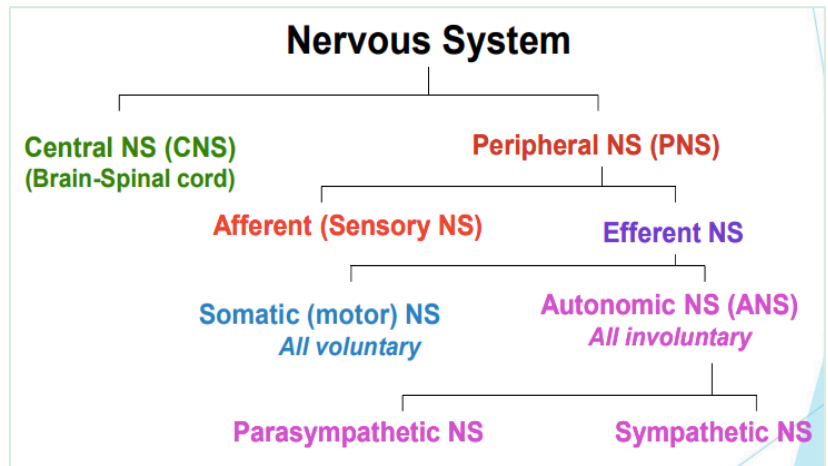 Nervous System
Central NS (CNS)
(Brain-Spinal cord)
Peripheral NS (PNS)
Afferent (Sensory NS)
Efferent NS
Somatic (motor) NS
All voluntary
Autonomic NS (ANS)
All involuntary
Parasympathetic NS
Sympathetic NS